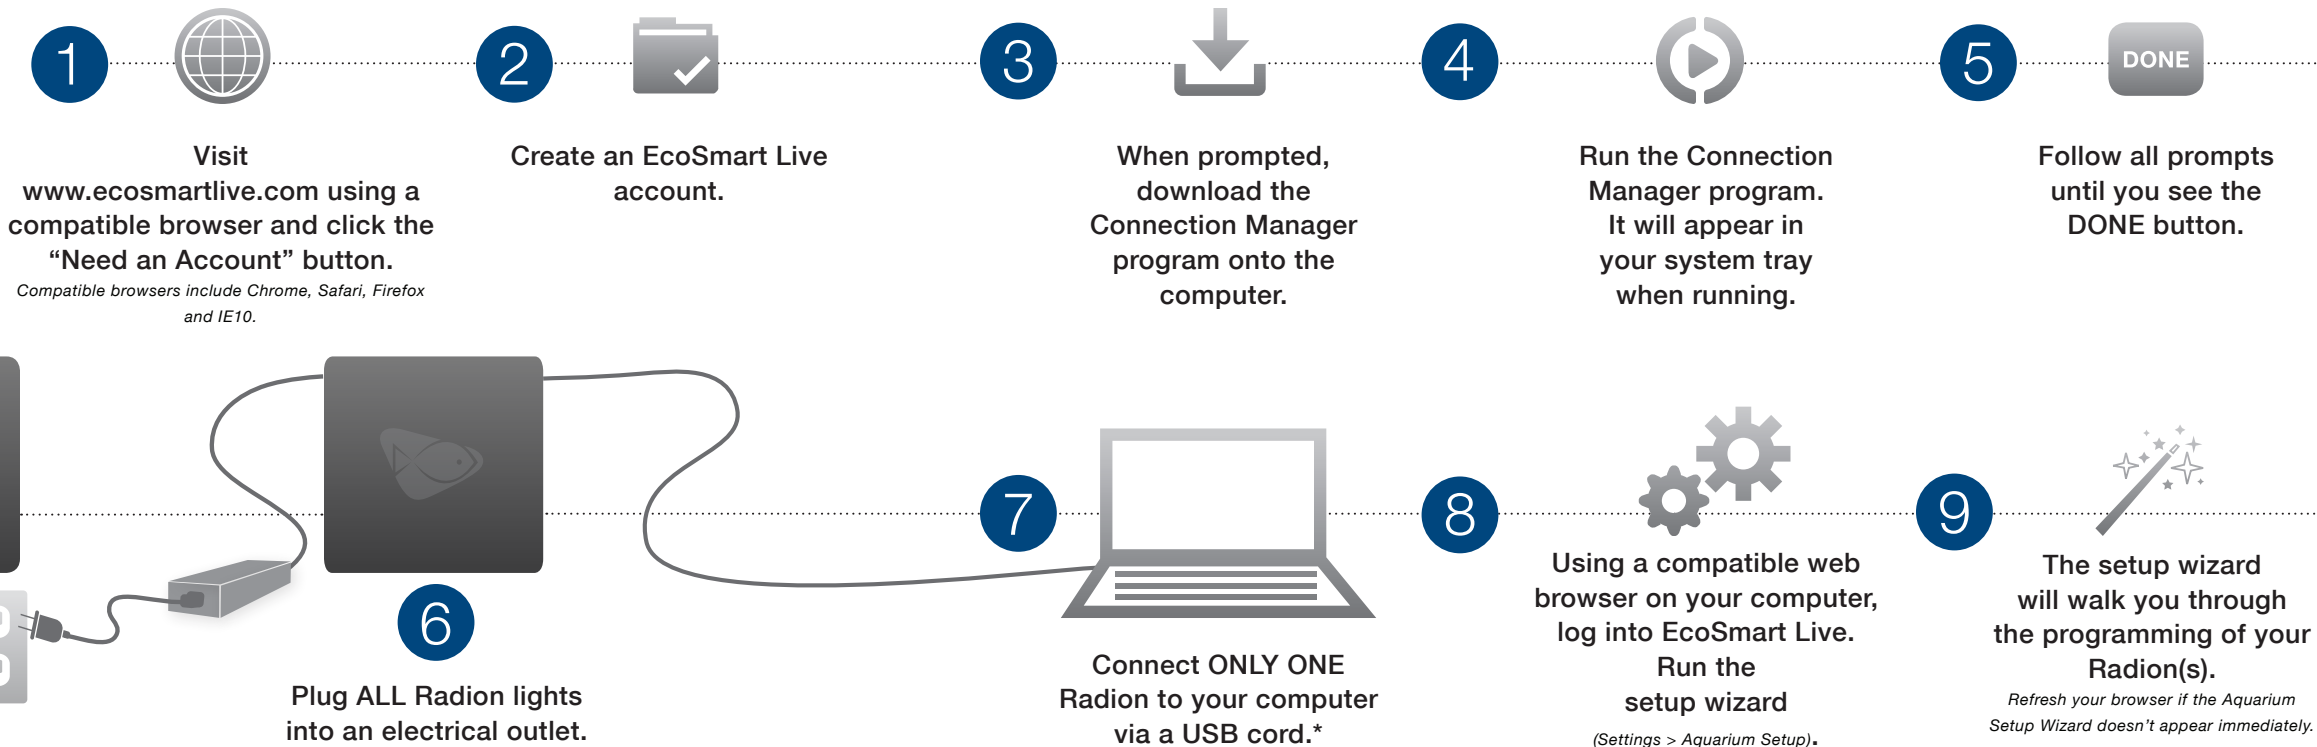 1
Visit
www.ecosmartlive.com using a
compatible browser and click the
“Need an Account” button.
Compatible browsers include Chrome, Safari, Firefox
and IE10.
2
Create an EcoSmart Live
account.
3
When prompted,
download the
Connection Manager
program onto the
computer.
4
Run the Connection
Manager program.
It will appear in
your system tray
when running.
5
DONE
Follow all prompts
until you see the
DONE button.
6
Plug ALL Radion lights
into an electrical outlet.
7
Connect ONLY ONE
Radion to your computer
via a USB cord.*
8
Using a compatible web
browser on your computer,
log into EcoSmart Live.
Run the
setup wizard
(Settings > Aquarium Setup).
9
The setup wizard
will walk you through
the programming of your
Radion(s).
Refresh your browser if the Aquarium
Setup Wizard doesn’t appear immediately.